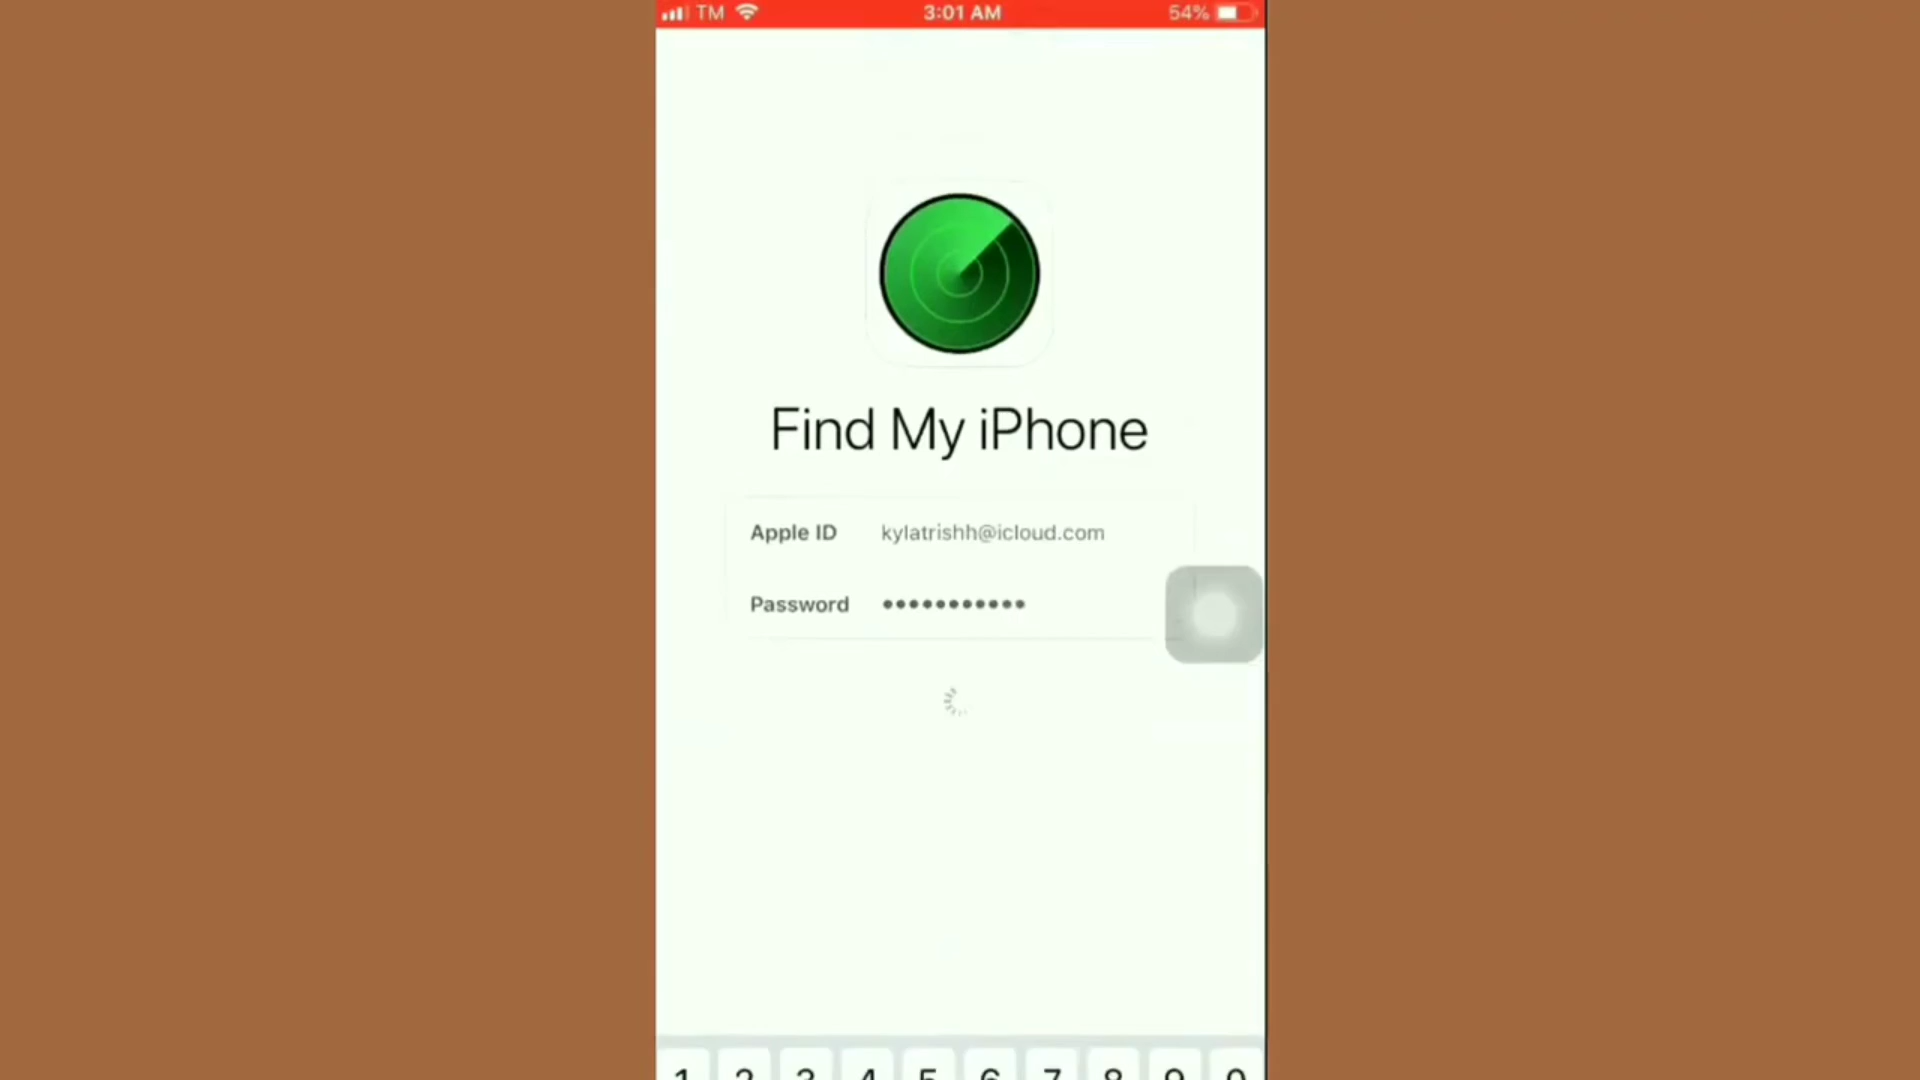 TM 3:01 AM 54%
Find My iPhone
Apple ID kylatrishh@icloud.com
Password •••••••••••
1 2 3 4 5 6 7 8 9 0